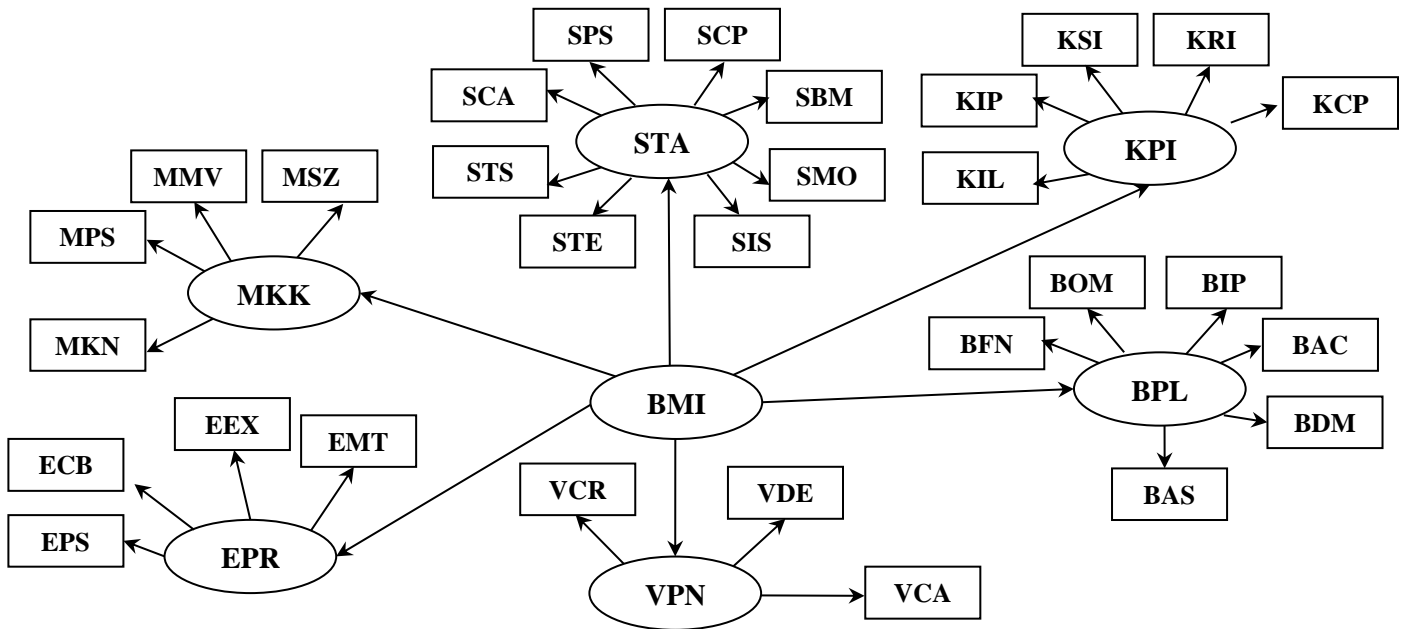 SPS
SCP
SCA
SBM
STA
STS
SMO
STE
SIS
KSI
KRI
KIP
KCP
KPI
KIL
MMV
MSZ
MPS
MKK
MKN
BOM
BIP
BFN
BAC
BPL
BDM
BAS
BMI
EEX
EMT
ECB
EPS
EPR
VCR
VDE
VPN
VCA